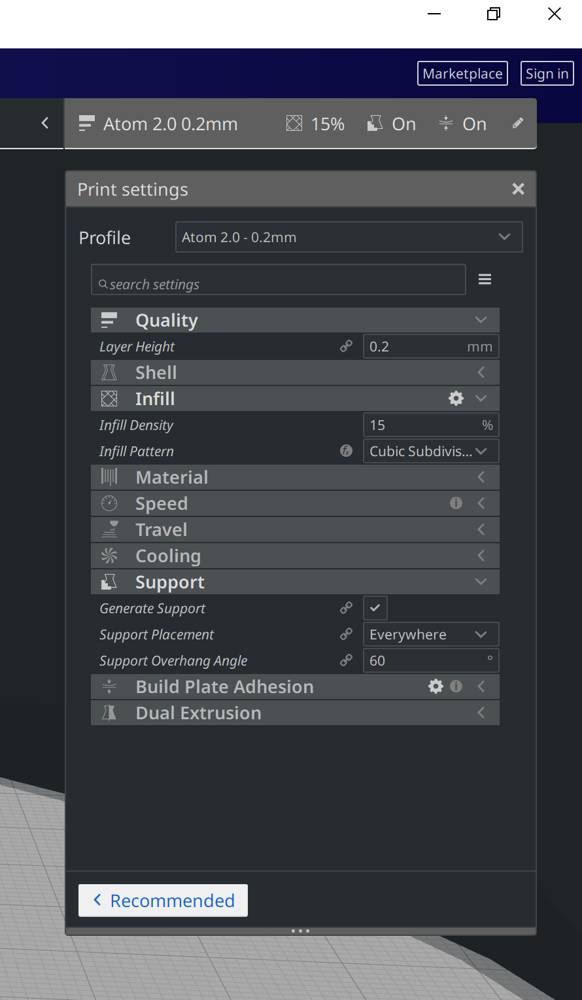 Marketplace Sign in
Atom 2.0 0.2mm 15% On On
Print settings
Profile Atom 2.0 - 0.2mm
search settings
Quality
Layer Height 0.2 mm
Shell
Infill
Infill Density 15 %
Infill Pattern Cubic Subdivis...
Material
Speed
Travel
Cooling
Support
Generate Support
Support Placement Everywhere
Support Overhang Angle 60 °
Build Plate Adhesion
Dual Extrusion
Recommended